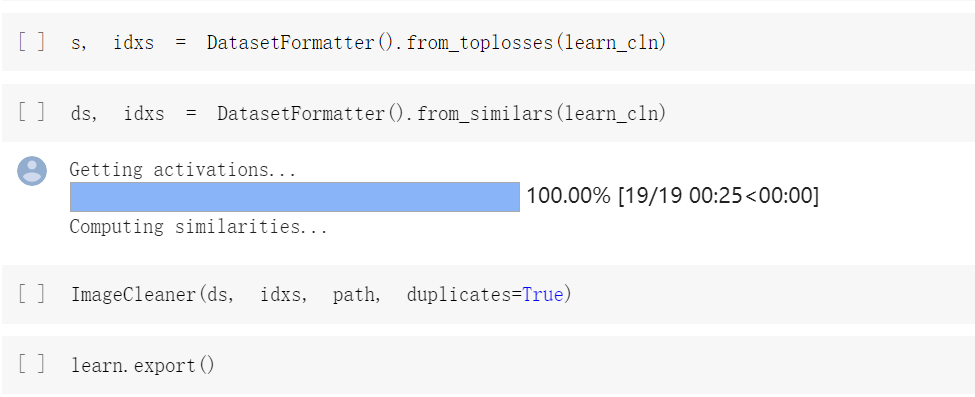 [ ] s, idxs = DatasetFormatter().from_toplosses(learn_cln)
[ ] ds, idxs = DatasetFormatter().from_similars(learn_cln)
Getting activations...
100.00% [19/19 00:25<00:00]
Computing similarities...
[ ] ImageCleaner(ds, idxs, path, duplicates=True)
[ ] learn.export()